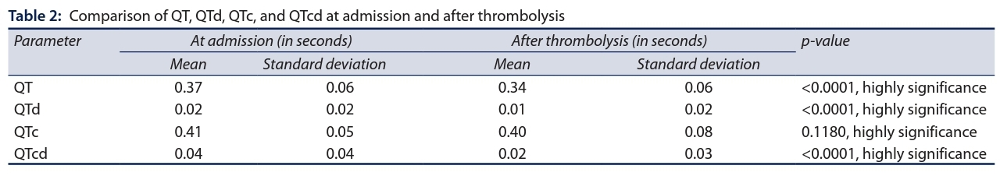 Table 2: Comparison of QT, QTd, QTc, and QTcd at admission and after thrombolysis
Parameter At admission (in seconds) After thrombolysis (in seconds) p-value
Mean Standard deviation Mean Standard deviation
QT 0.37 0.06 0.34 0.06 <0.0001, highly significance
QTd 0.02 0.02 0.01 0.02 <0.0001, highly significance
QTc 0.41 0.05 0.40 0.08 0.1180, highly significance
QTcd 0.04 0.04 0.02 0.03 <0.0001, highly significance